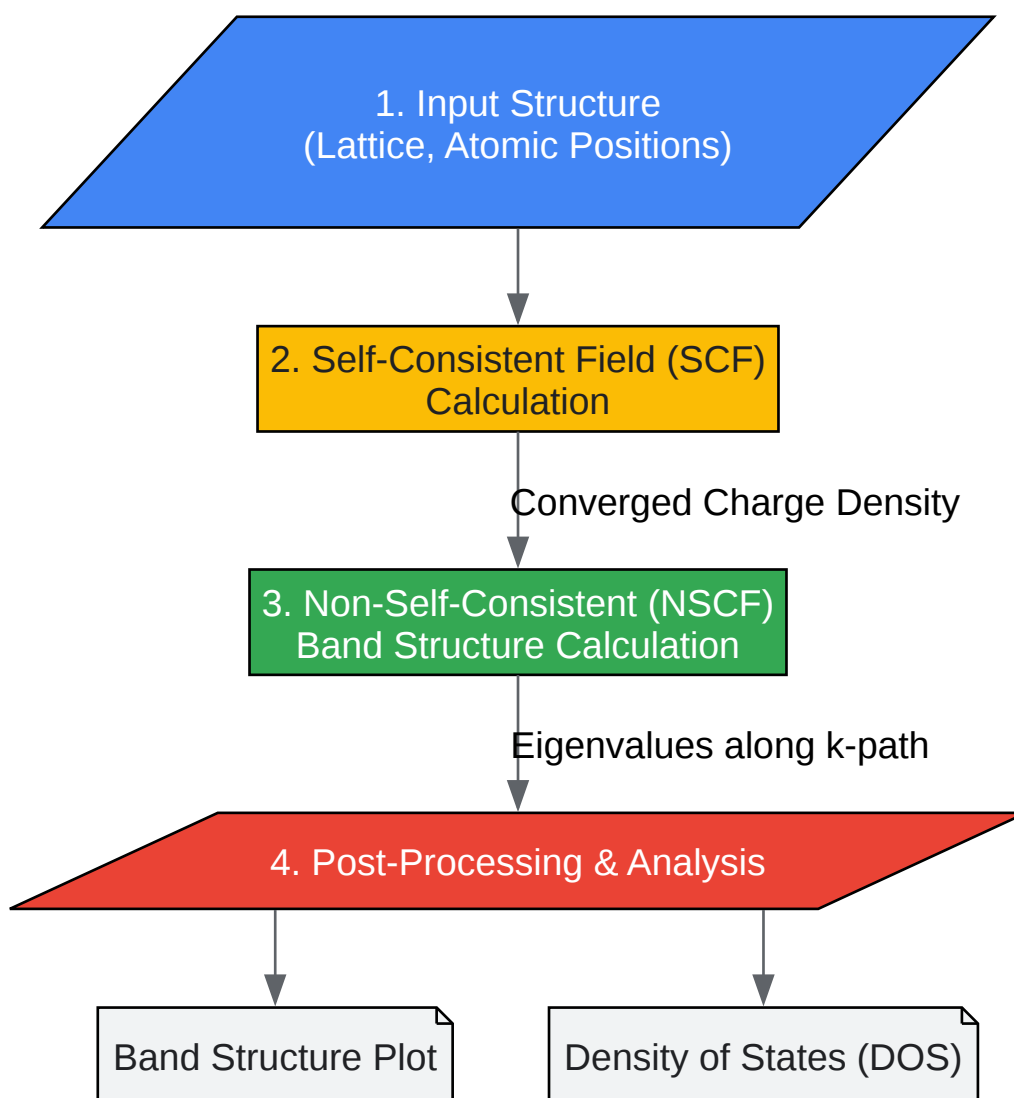 1. Input Structure
(Lattice, Atomic Positions)
2. Self-Consistent Field (SCF)
Calculation
Converged Charge Density
3. Non-Self-Consistent (NSCF)
Band Structure Calculation
Eigenvalues along k-path
4. Post-Processing & Analysis
Band Structure Plot
Density of States (DOS)